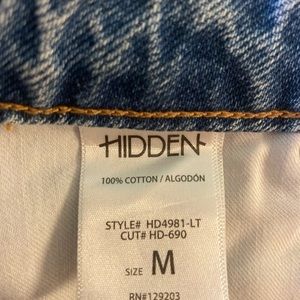 HIDDEN
100% COTTON / ALGODÓN
STYLE# HD4981-LT
CUT# HD-690
SIZE M
RN#129203